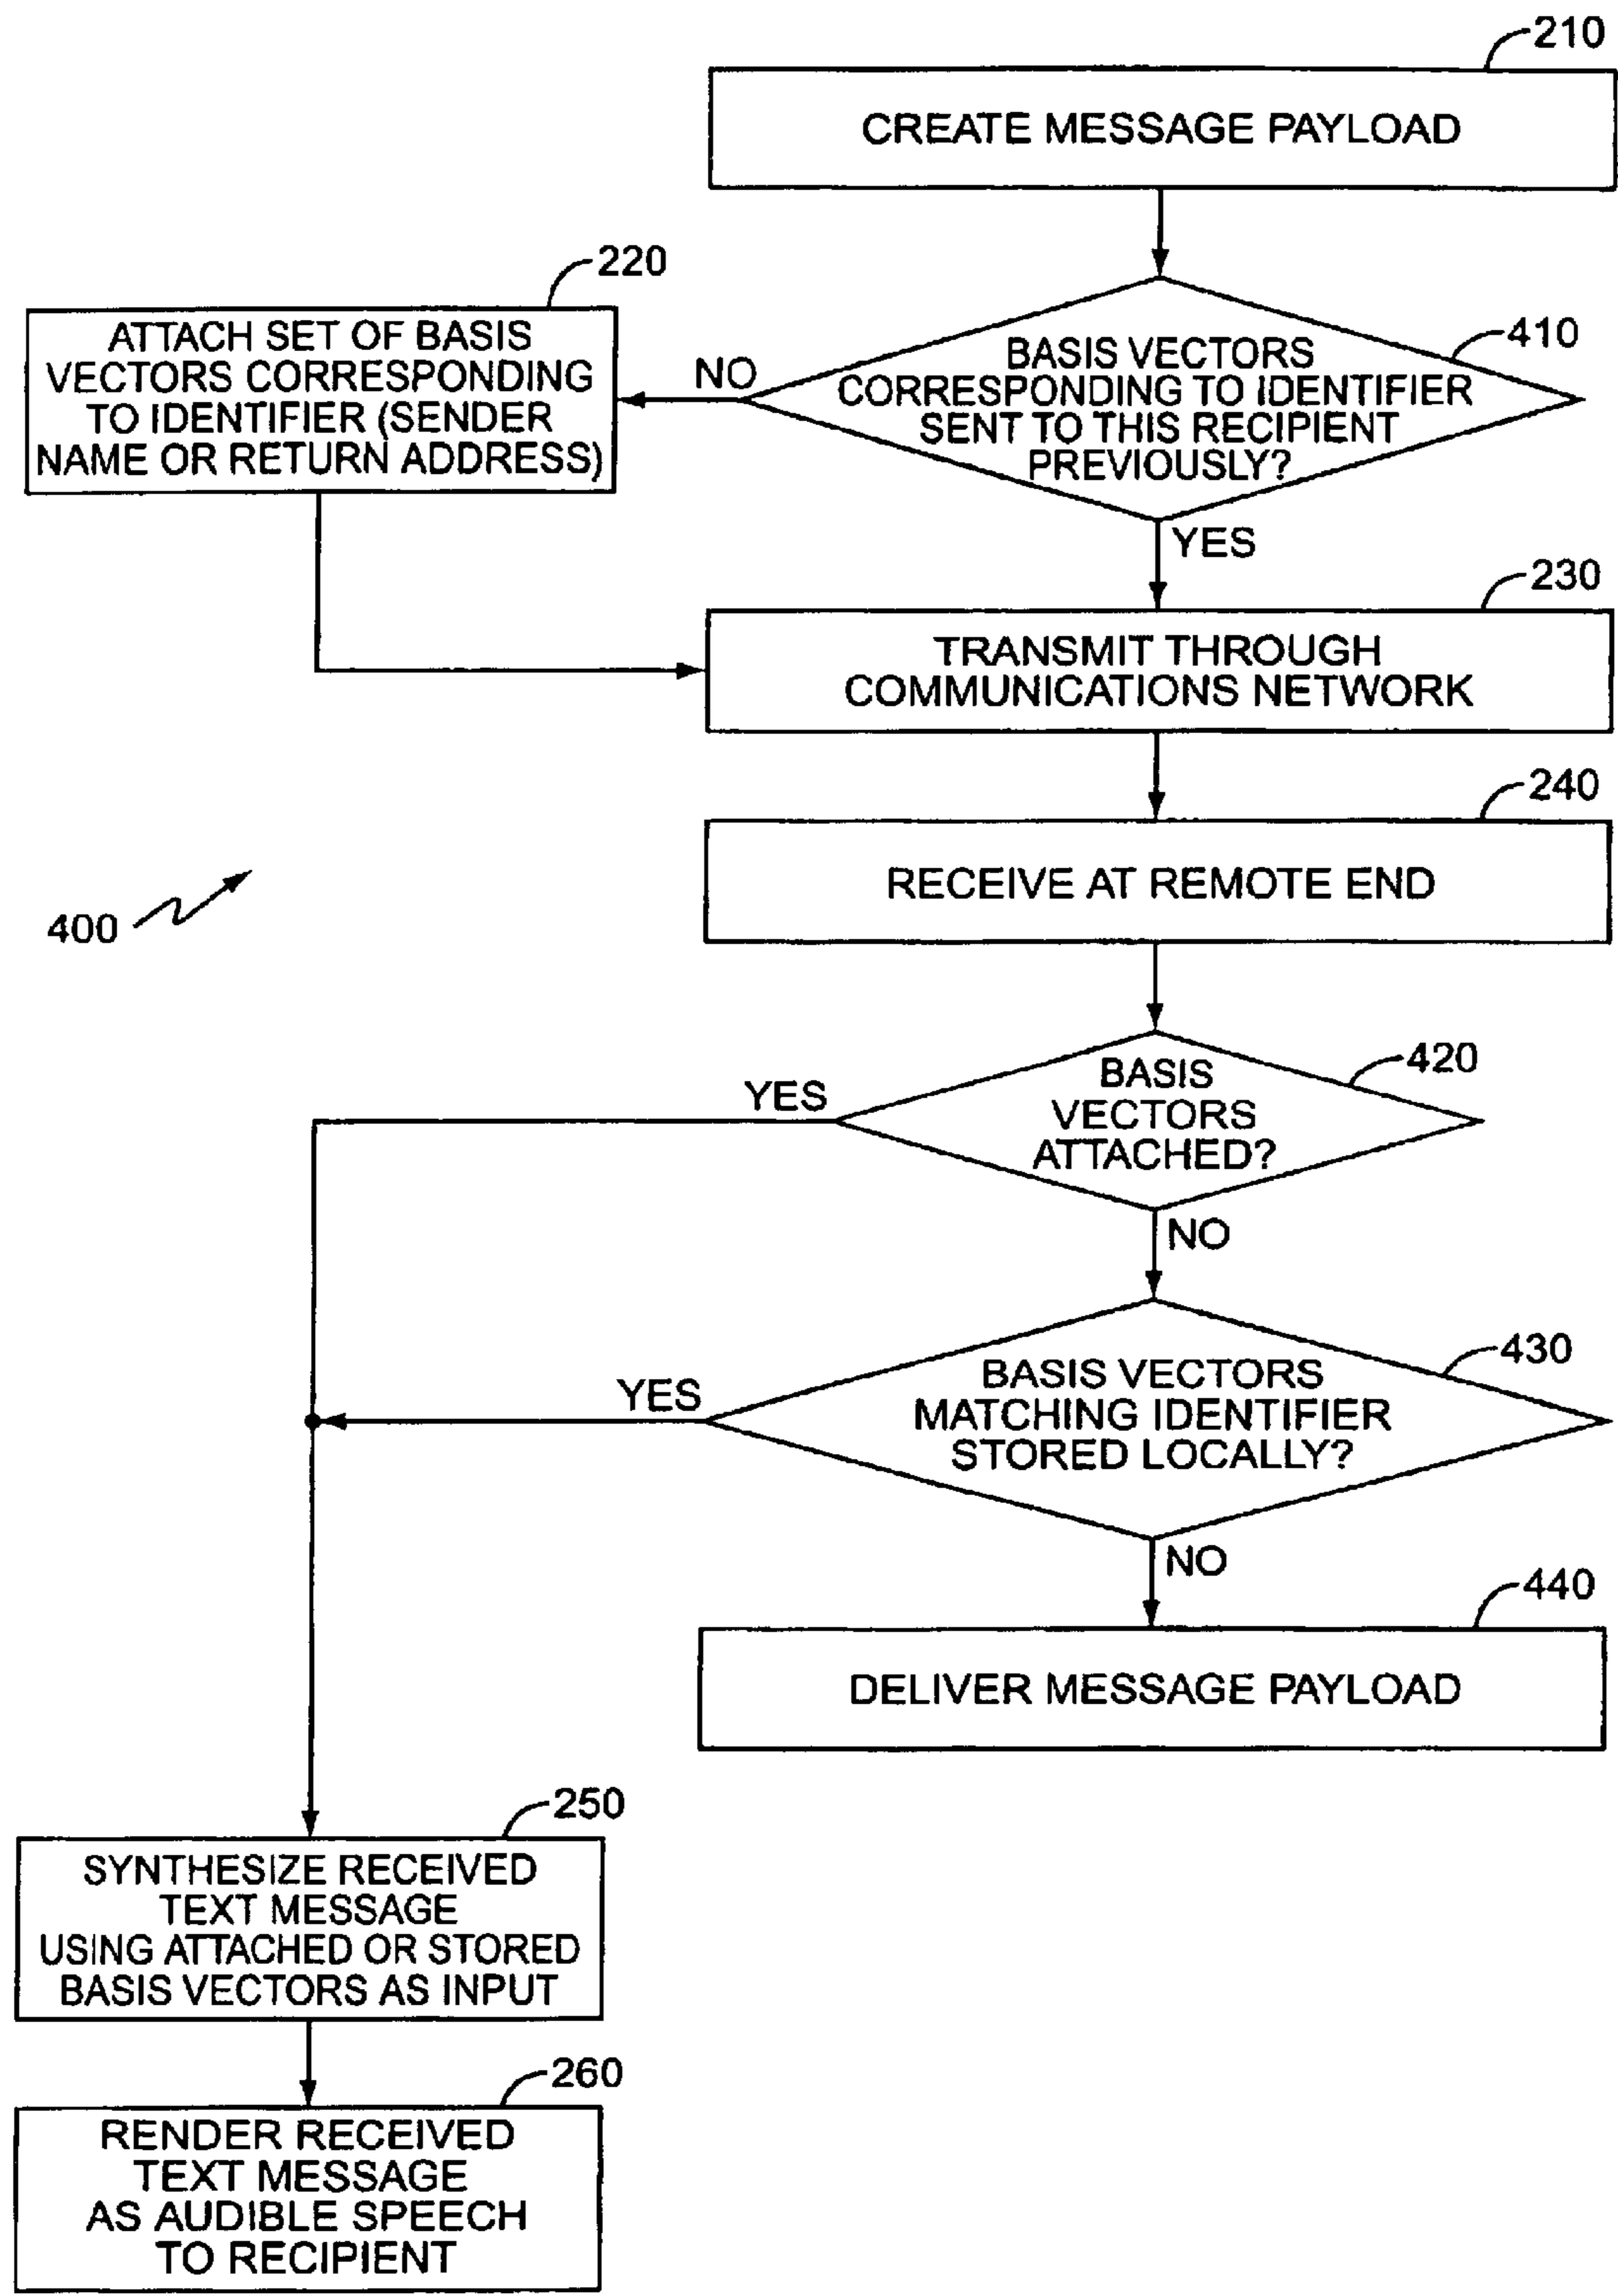 210
CREATE MESSAGE PAYLOAD
220
ATTACH SET OF BASIS
VECTORS CORRESPONDING
TO IDENTIFIER (SENDER
NAME OR RETURN ADDRESS)
NO
410
BASIS VECTORS
CORRESPONDING TO IDENTIFIER
SENT TO THIS RECIPIENT
PREVIOUSLY?
YES
230
TRANSMIT THROUGH
COMMUNICATIONS NETWORK
240
RECEIVE AT REMOTE END
400
420
BASIS
VECTORS
ATTACHED?
YES
NO
430
BASIS VECTORS
MATCHING IDENTIFIER
STORED LOCALLY?
YES
NO
440
DELIVER MESSAGE PAYLOAD
250
SYNTHESIZE RECEIVED
TEXT MESSAGE
USING ATTACHED OR STORED
BASIS VECTORS AS INPUT
260
RENDER RECEIVED
TEXT MESSAGE
AS AUDIBLE SPEECH
TO RECIPIENT